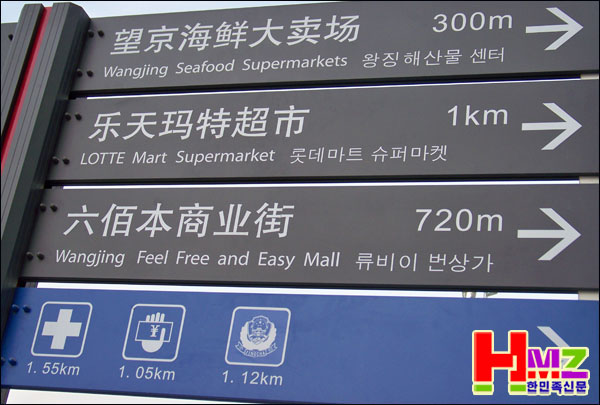 望京海鲜大卖场 300m
Wangjing Seafood Supermarkets 왕징해산물 센터
乐天玛特超市 1km
LOTTE Mart Supermarket 롯데마트 슈퍼마켓
六佰本商业街 720m
Wangjing Feel Free and Easy Mall 류비이 번상가
¥
1.55km 1.05km 1.12km
HMZ
한민족신문